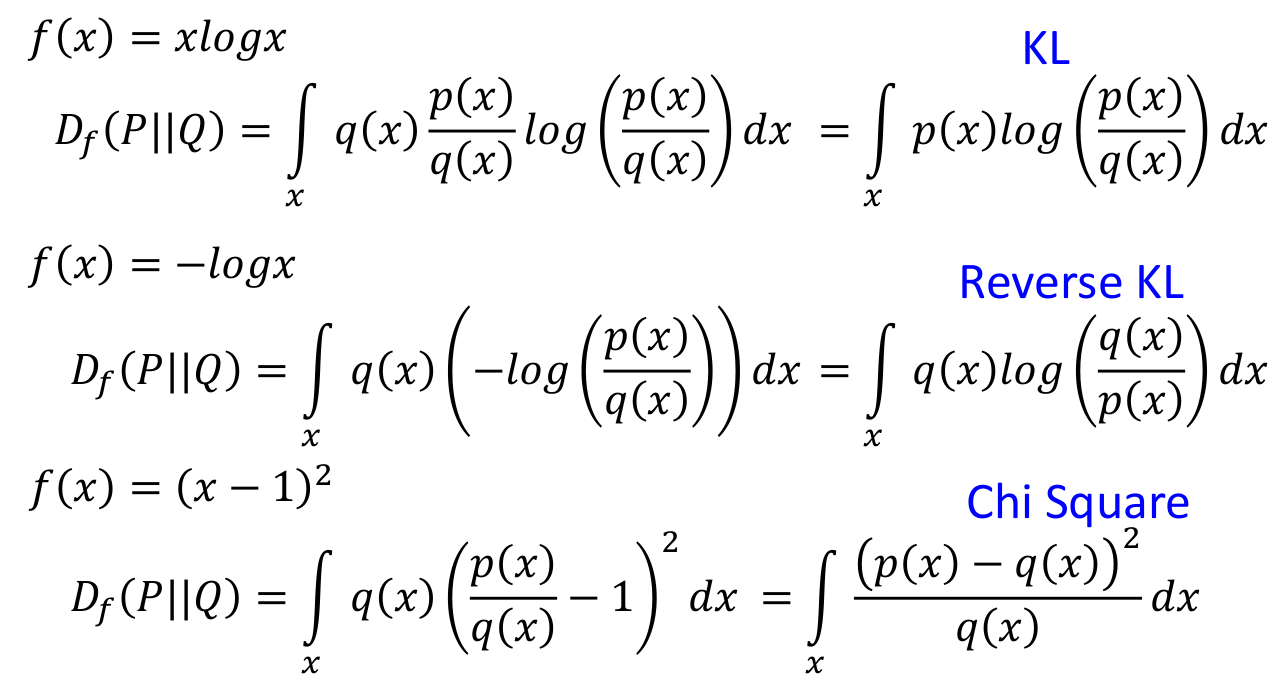 f(x) = xlogx
KL
D_f(P||Q) = ∫_x q(x) p(x)/q(x) log (p(x)/q(x)) dx = ∫_x p(x)log (p(x)/q(x)) dx
f(x) = −logx
Reverse KL
D_f(P||Q) = ∫_x q(x) (−log (p(x)/q(x))) dx = ∫_x q(x)log (q(x)/p(x)) dx
f(x) = (x − 1)²
Chi Square
D_f(P||Q) = ∫_x q(x) (p(x)/q(x) − 1)² dx = ∫_x (p(x) − q(x))²/q(x) dx